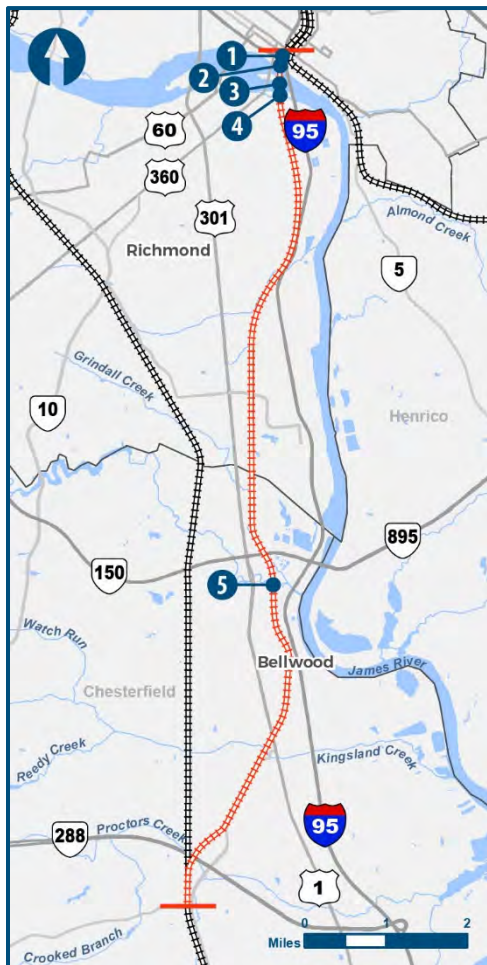 1
2
3
4
60
95
360
301
Almond Creek
Richmond
5
Grindall Creek
10
Henrico
895
150
5
Watch Run
Bellwood
James River
Chesterfield
Reedy Creek
Kingsland Creek
288
Proctors Creek
95
1
Crooked Branch
0 1 2
Miles